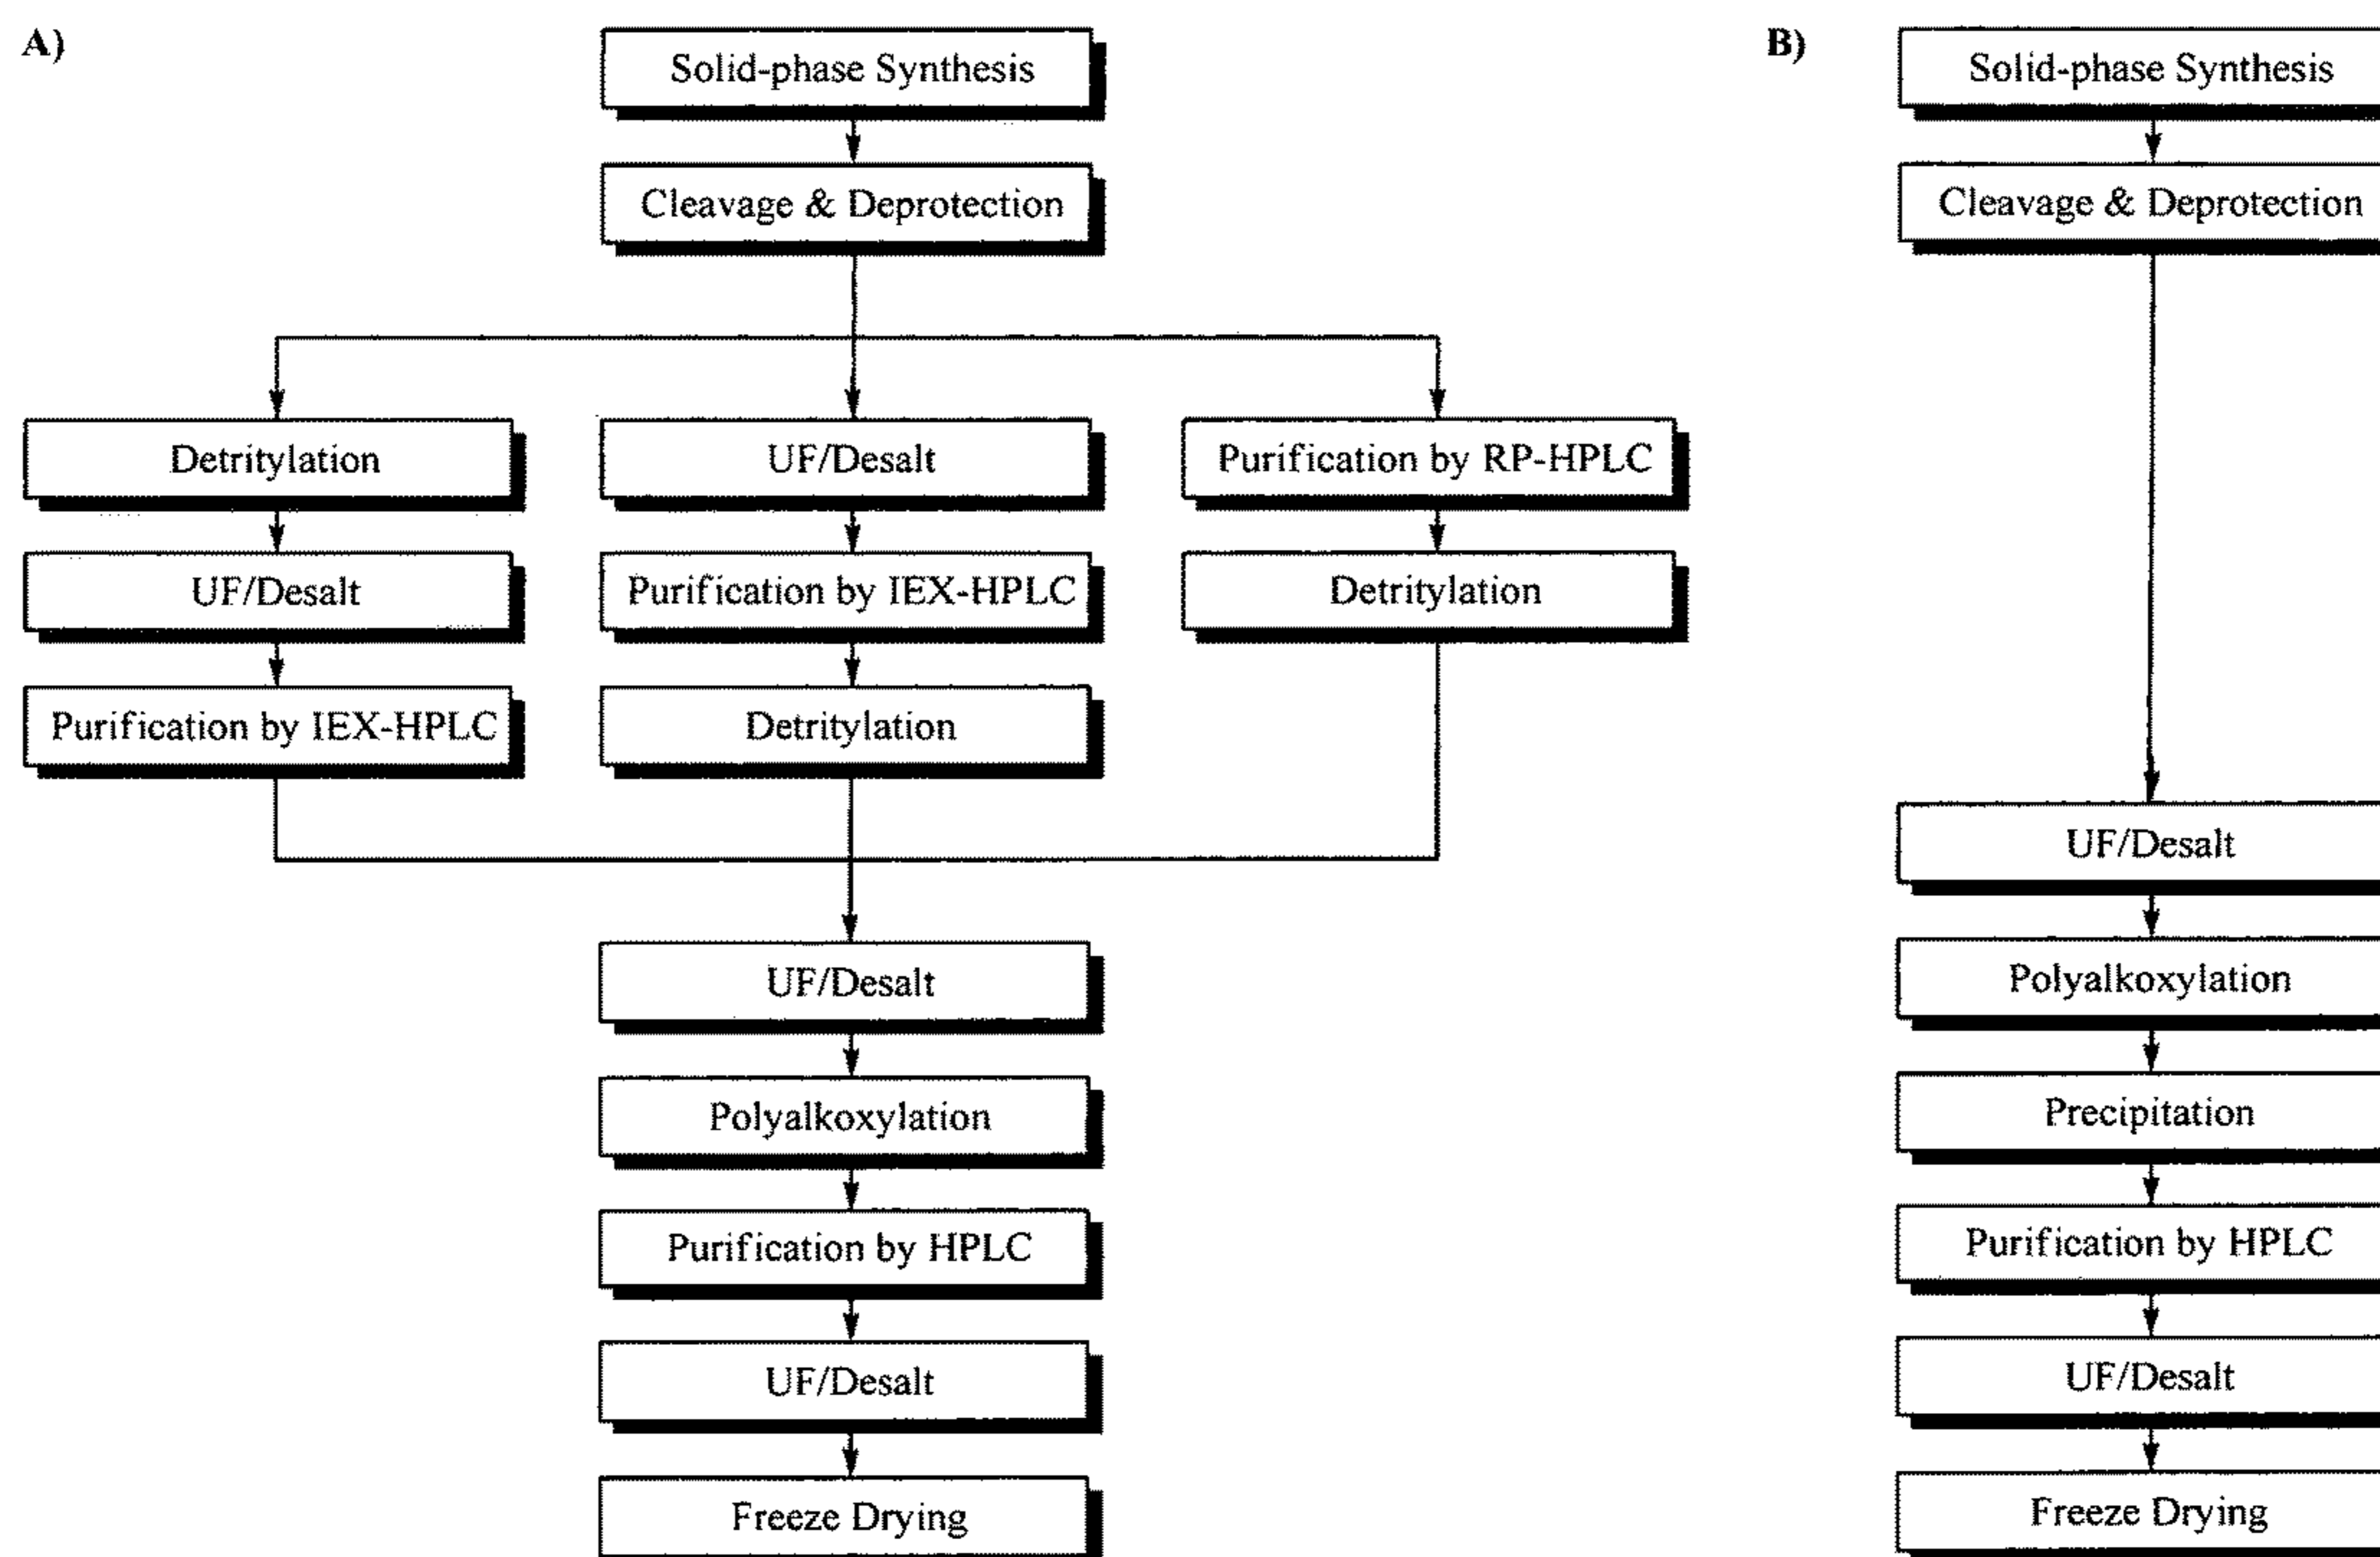 A)
Solid-phase Synthesis
Cleavage & Deprotection
Detritylation
UF/Desalt
Purification by RP-HPLC
UF/Desalt
Purification by IEX-HPLC
Detritylation
Purification by IEX-HPLC
Detritylation
UF/Desalt
Polyalkoxylation
Purification by HPLC
UF/Desalt
Freeze Drying
B)
Solid-phase Synthesis
Cleavage & Deprotection
UF/Desalt
Polyalkoxylation
Precipitation
Purification by HPLC
UF/Desalt
Freeze Drying